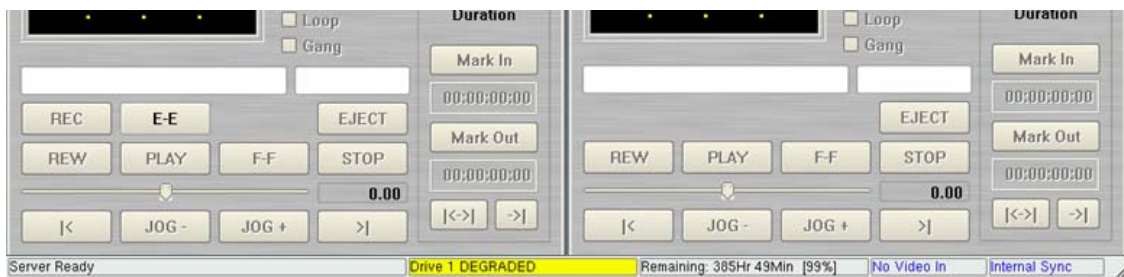 Loop
Gang
Duration
Mark In
00:00:00:00
REC E-E EJECT
Mark Out
REW PLAY F-F STOP
00:00:00:00
0.00
|< JOG - JOG + >|
|<->| ->|
Loop
Gang
Duration
Mark In
00:00:00:00
EJECT
Mark Out
REW PLAY F-F STOP
00:00:00:00
0.00
|< JOG - JOG + >|
|<->| ->|
Server Ready Drive 1 DEGRADED Remaining: 385Hr 49Min [99%] No Video In Internal Sync